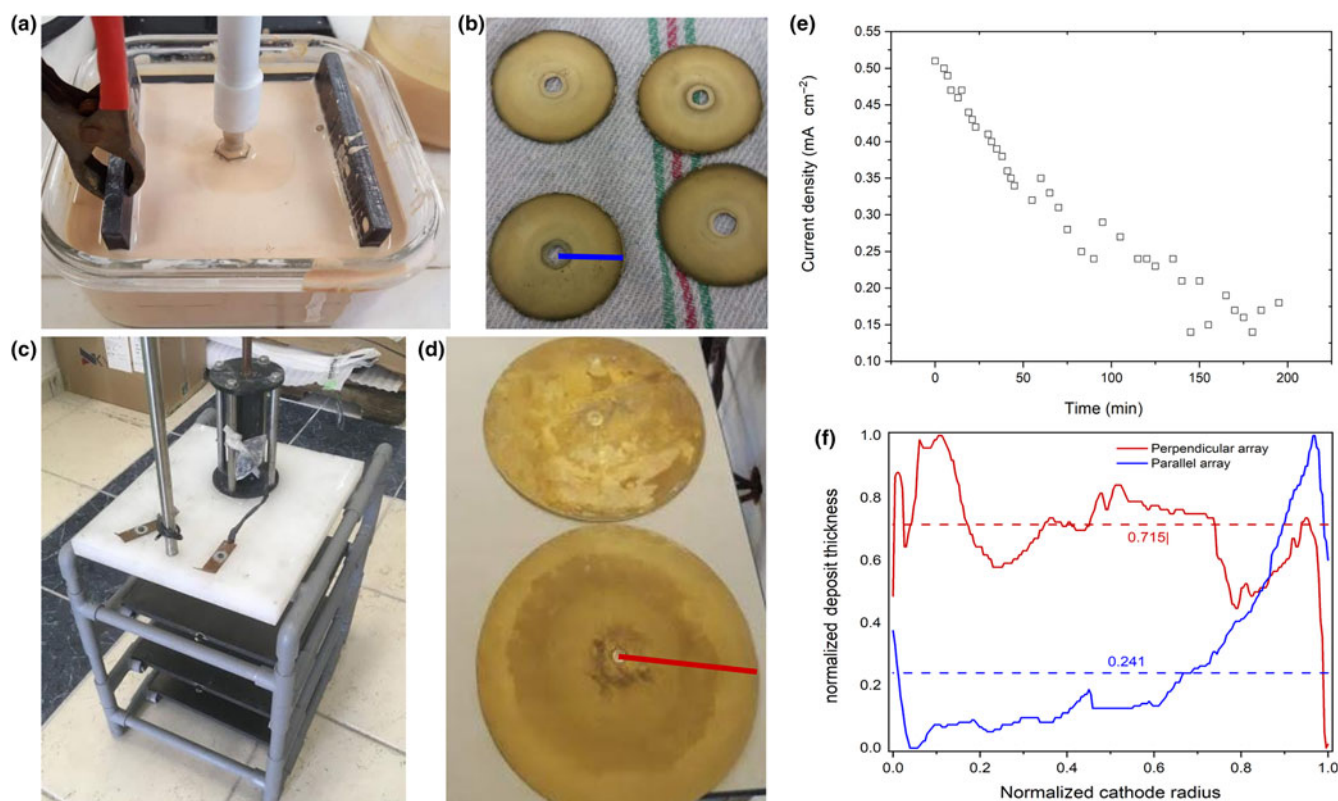 (a)
(b)
(c)
(d)
(e)
0.55
0.50
0.45
0.40
0.35
0.30
0.25
0.20
0.15
0.10
Current density (mA cm⁻²)
0 50 100 150 200
Time (min)
(f)
1.0
0.8
0.6
0.4
0.2
0.0
normalized deposit thickness
Perpendicular array
Parallel array
0.715|
0.241
0.0 0.2 0.4 0.6 0.8 1.0
Normalized cathode radius